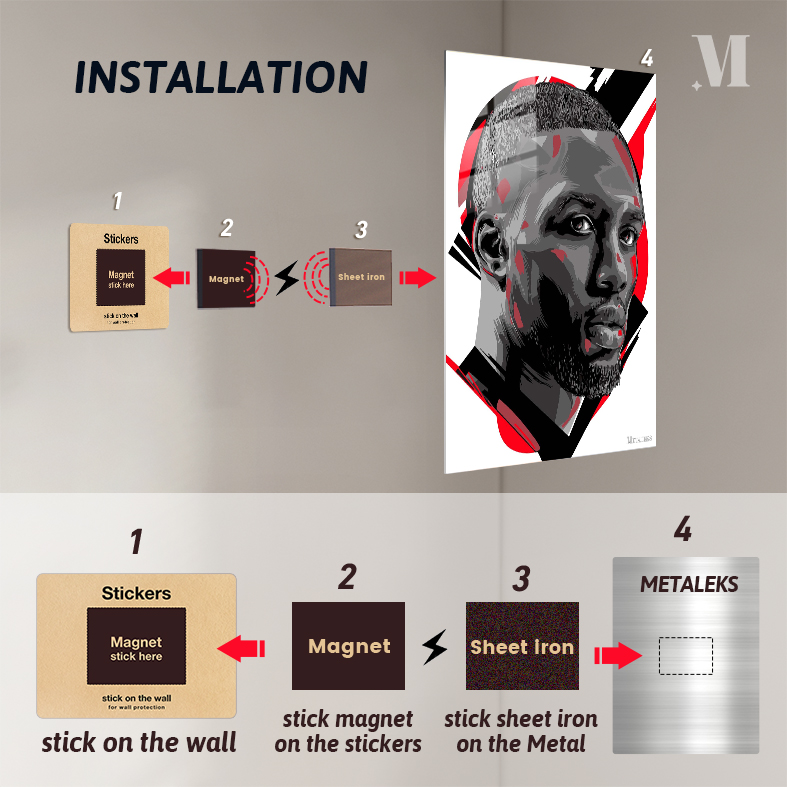 INSTALLATION
M
4
1
2
3
Stickers
Magnet
stick here
stick on the wall
for wall protection
Magnet
Sheet iron
1
2
3
4
Stickers
Magnet
stick here
stick on the wall
for wall protection
stick on the wall
Magnet
stick magnet
on the stickers
Sheet iron
stick sheet iron
on the Metal
METALEKS